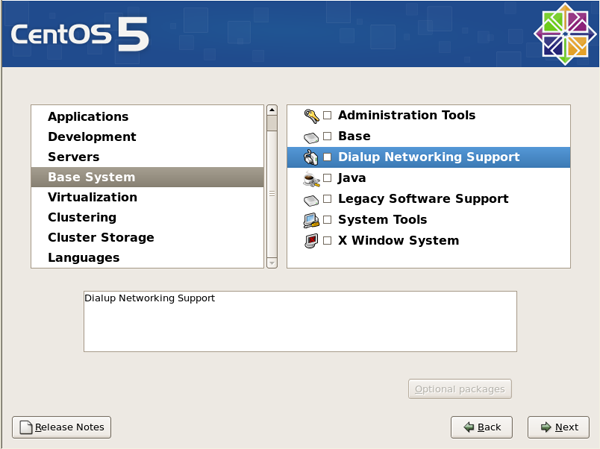 CentOS 5
Applications
Development
Servers
Base System
Virtualization
Clustering
Cluster Storage
Languages
Administration Tools
Base
Dialup Networking Support
Java
Legacy Software Support
System Tools
X Window System
Dialup Networking Support
Optional packages
Release Notes
Back
Next